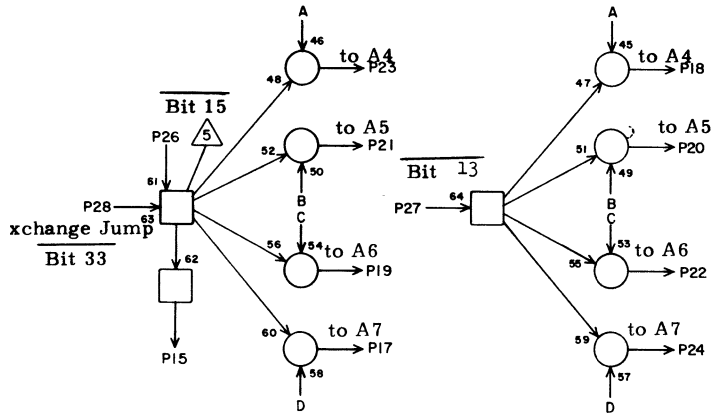 A
A
46
to A4
P23
48
45
to A4
P18
47
Bit 15
5
P26
to A5
P21
52
50
to A5
P20
51
49
Bit 13
61
P28
63
64
P27
B
C
B
C
xchange Jump
Bit 33
62
56
54
to A6
P19
55
53
to A6
P22
P15
60
to A7
P17
58
59
to A7
P24
57
D
D